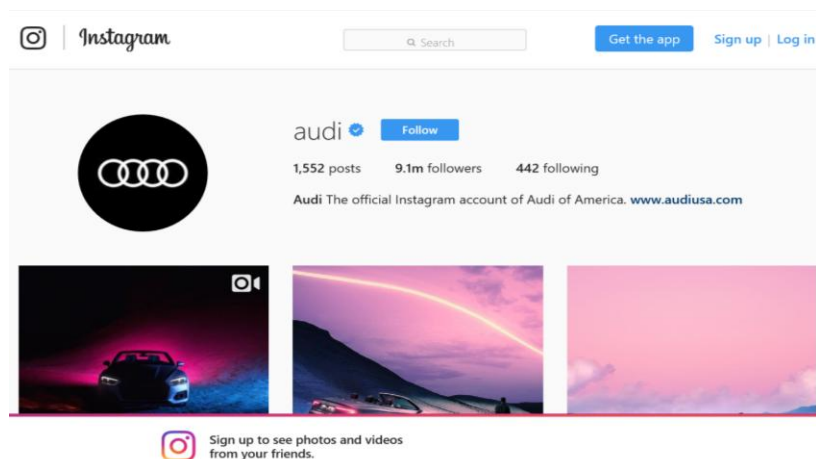 Instagram
Search
Get the app
Sign up | Log in
audi Follow
1,552 posts 9.1m followers 442 following
Audi The official Instagram account of Audi of America. www.audiusa.com
Sign up to see photos and videos
from your friends.